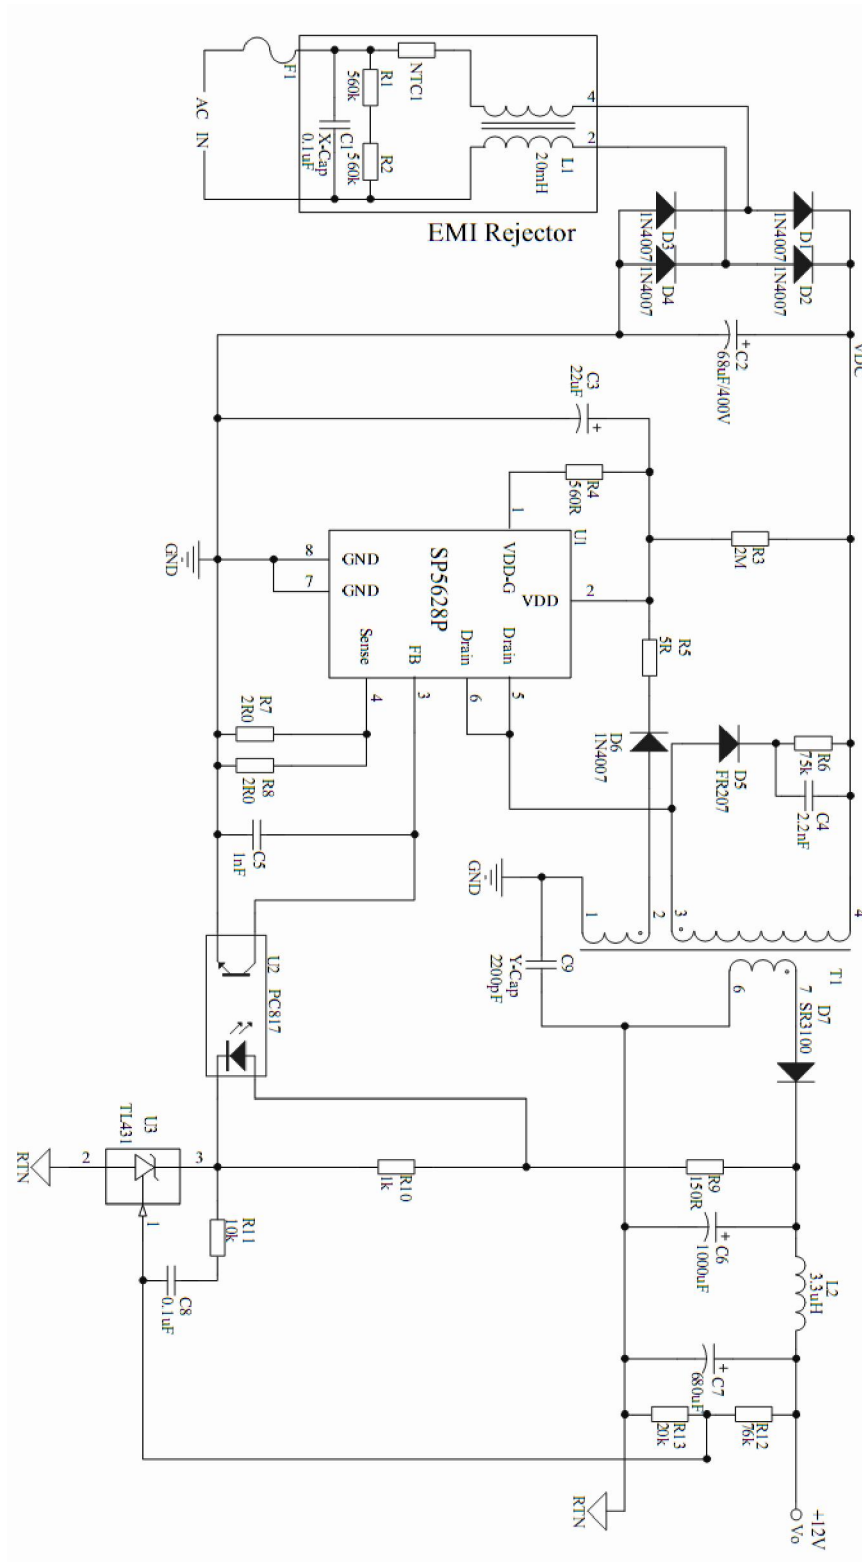 F1
AC IN
NTC1
R1
560k
R2
560k
C1
X-Cap
0.1uF
4
2
L1
20mH
EMI Rejector
D1
1N4007
D3
1N4007
D2
1N4007
D4
1N4007
VDC
C2
68uF/400V
+
C3
22uF
+
R4
560R
R3
2M
U1
SP5628P
1
VDD-G
VDD
2
8
GND
7
GND
GND
Sense
4
FB
3
Drain
6
Drain
5
R5
5R
D6
1N4007
D5
FR207
R6
75k
C4
2.2nF
R7
2R0
R8
2R0
C5
1nF
GND
1
2
3
4
T1
6
7
C9
Y-Cap
2200pF
D7
SR3100
U2
PC817
U3
TL431
RTN
2
3
1
R10
1k
R9
150R
R11
10k
C8
0.1uF
C6
1000uF
+
L2
3.3uH
C7
680uF
+
R13
20k
R12
76k
RTN
+12V
Vo